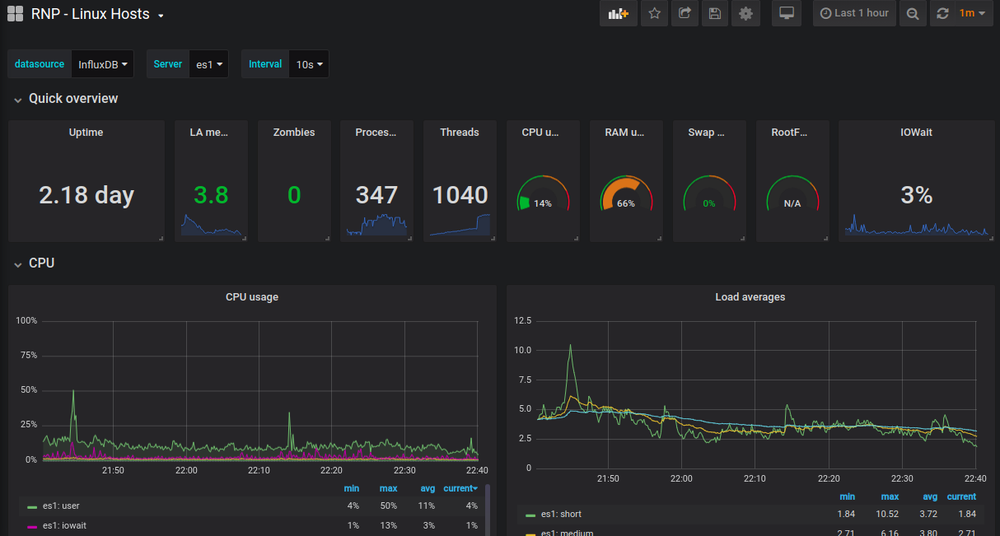 RNP - Linux Hosts
Last 1 hour
1m
datasource InfluxDB Server es1 Interval 10s
Quick overview
Uptime LA me... Zombies Proces... Threads CPU u... RAM u... Swap ... RootF... IOWait
2.18 day 3.8 0 347 1040 14% 66% 0% N/A 3%
CPU
CPU usage
100%
75%
50%
25%
0%
21:50 22:00 22:10 22:20 22:30 22:40
min max avg current
es1: user 4% 50% 11% 4%
es1: iowait 1% 13% 3% 1%
Load averages
12.5
10.0
7.5
5.0
2.5
0
21:50 22:00 22:10 22:20 22:30 22:40
min max avg current
es1: short 1.84 10.52 3.72 1.84
es1: medium 2.71 6.16 3.80 2.71